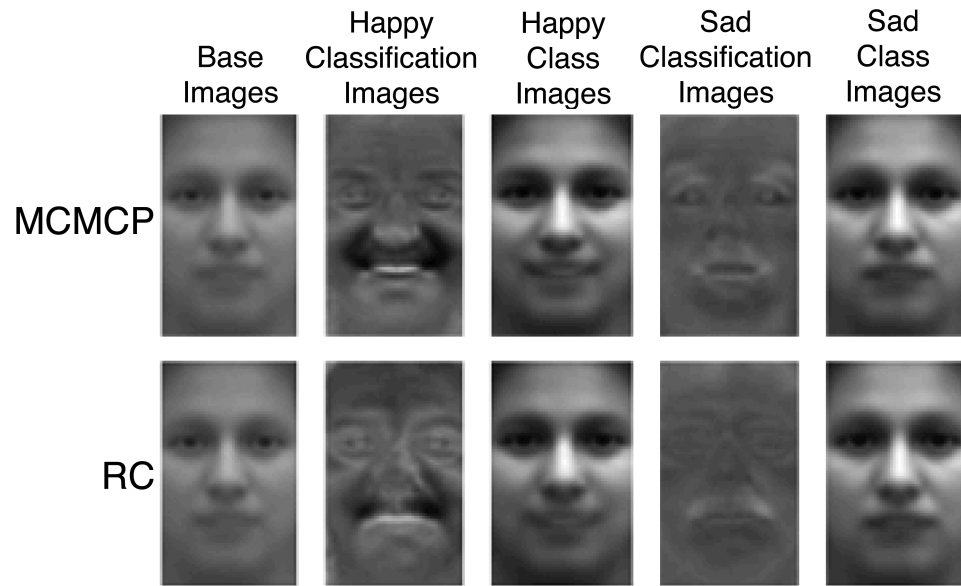 Base
Images
Happy
Classification
Images
Happy
Class
Images
Sad
Classification
Images
Sad
Class
Images
MCMCP
RC